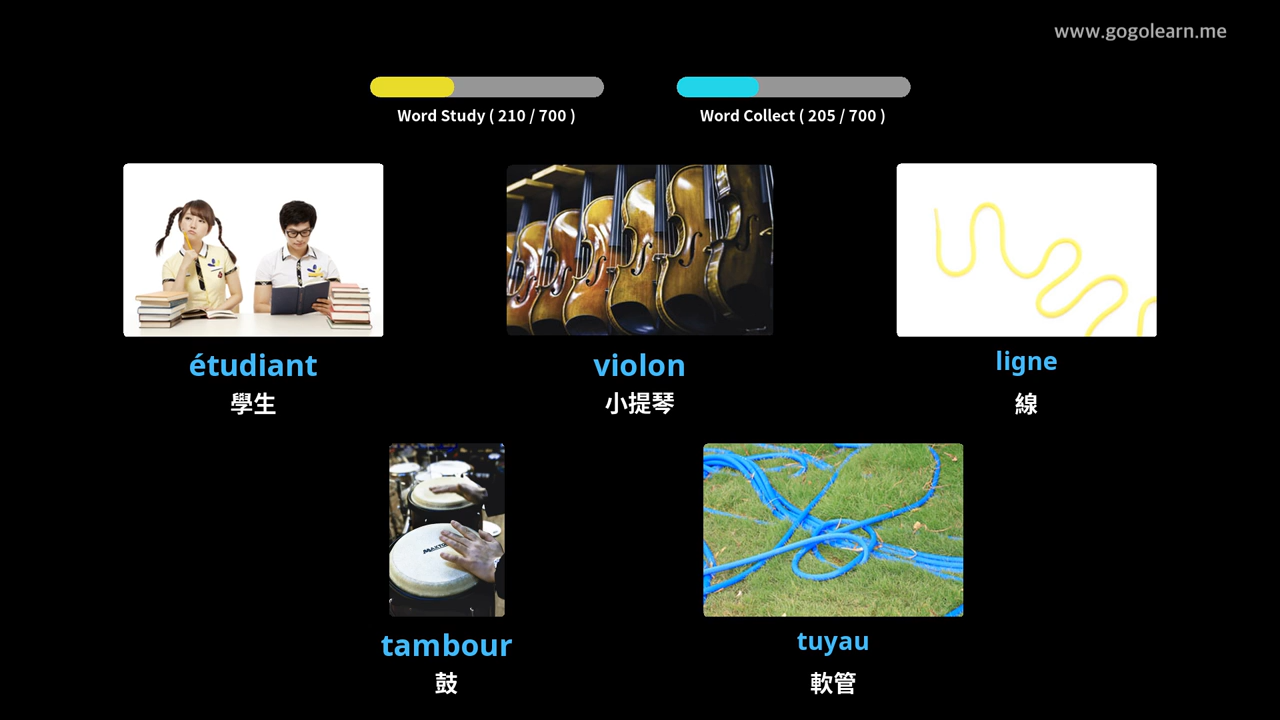 www.gogolearn.me
Word Study ( 210 / 700 )
Word Collect ( 205 / 700 )
étudiant
學生
violon
小提琴
ligne
線
tambour
鼓
tuyau
軟管